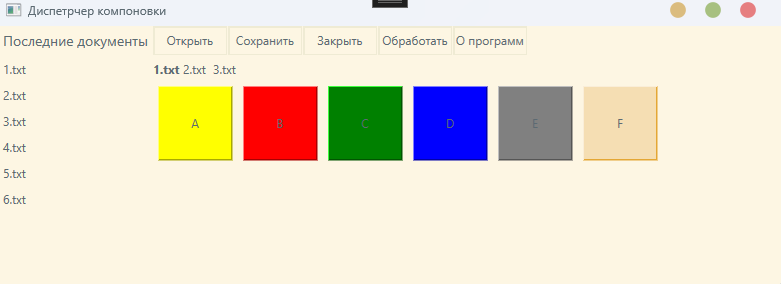 Диспетрчер компоновки
Последние документы Открыть Сохранить Закрыть Обработать О программ
1.txt 1.txt 2.txt 3.txt
2.txt A B C D E F
3.txt
4.txt
5.txt
6.txt